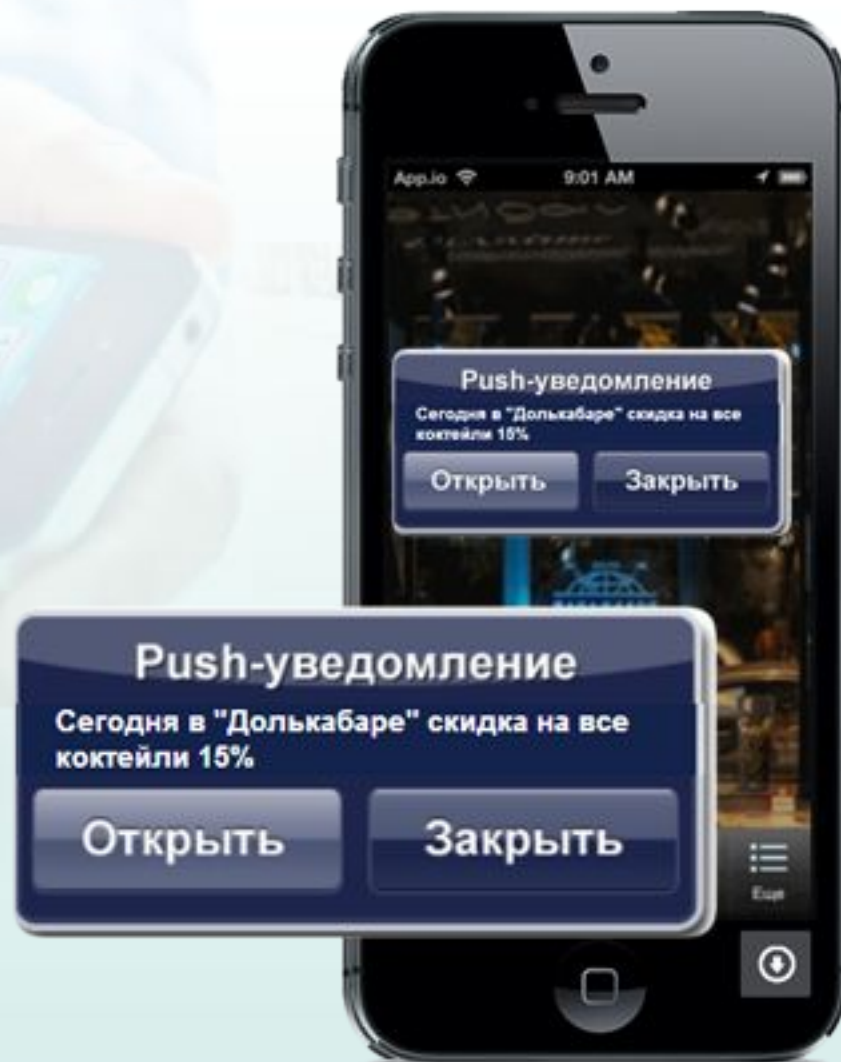 App.io
9:01 AM
Push-уведомление
Сегодня в "Долькабаре" скидка на все
коктейли 15%
Открыть
Закрыть
Push-уведомление
Сегодня в "Долькабаре" скидка на все
коктейли 15%
Открыть
Закрыть
Еще